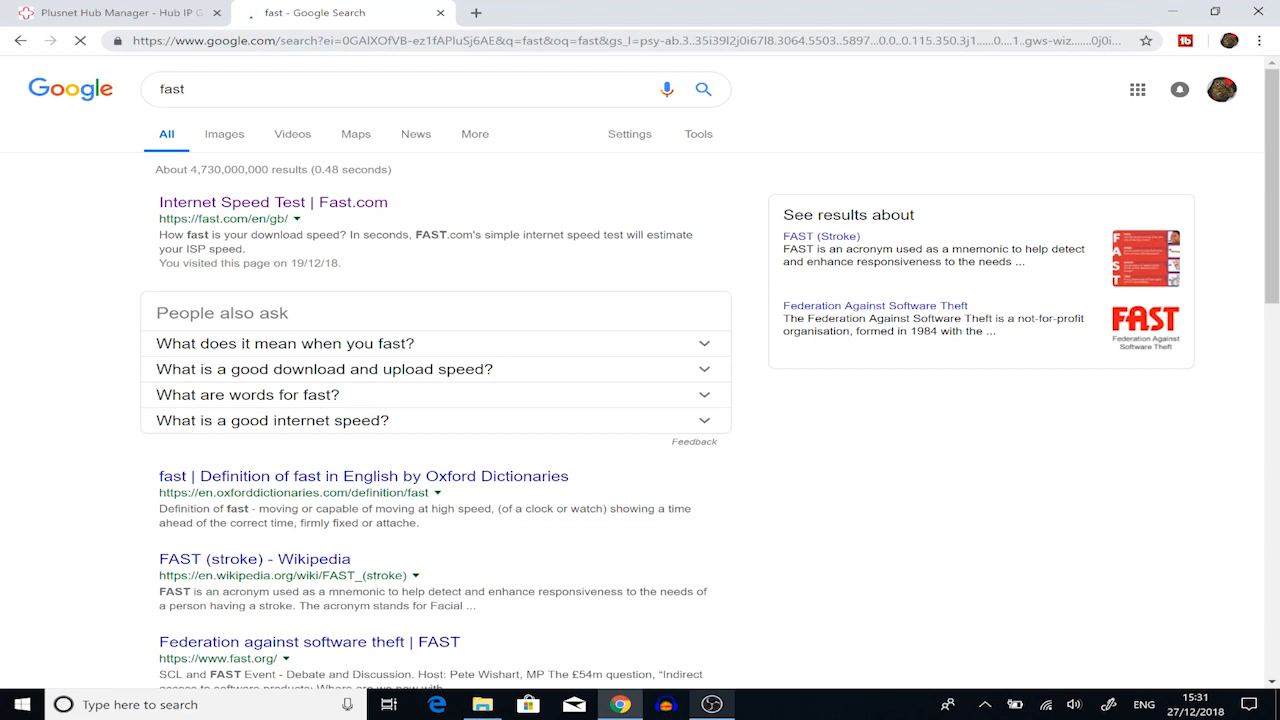 Plusnet Hub Manager - Hub IP G
fast - Google Search
https://www.google.com/search?ei=0GAlXOfVB-ez1fAPluSj6AE&q=fast&oq=fast&gs_l=psy-ab.3..35i39l2j0i67l8.3064.5503..5897...0.0..0.115.350.3j1......0....1..gws-wiz.......0j0i...
Google
fast
All Images Videos Maps News More Settings Tools
About 4,730,000,000 results (0.48 seconds)
Internet Speed Test | Fast.com
https://fast.com/en/gb/
How fast is your download speed? In seconds, FAST.com's simple internet speed test will estimate
your ISP speed.
You visited this page on 19/12/18.
People also ask
What does it mean when you fast?
What is a good download and upload speed?
What are words for fast?
What is a good internet speed?
Feedback
fast | Definition of fast in English by Oxford Dictionaries
https://en.oxforddictionaries.com/definition/fast
Definition of fast - moving or capable of moving at high speed, (of a clock or watch) showing a time
ahead of the correct time, firmly fixed or attache.
FAST (stroke) - Wikipedia
https://en.wikipedia.org/wiki/FAST_(stroke)
FAST is an acronym used as a mnemonic to help detect and enhance responsiveness to the needs of
a person having a stroke. The acronym stands for Facial ...
Federation against software theft | FAST
https://www.fast.org/
SCL and FAST Event - Debate and Discussion. Host: Pete Wishart, MP The £54m question, “Indirect
See results about
FAST (Stroke)
FAST is an acronym used as a mnemonic to help detect
and enhance responsiveness to the needs ...
F
A
S
T
Federation Against Software Theft
The Federation Against Software Theft is a not-for-profit
organisation, formed in 1984 with the ...
FAST
Federation Against
Software Theft
Type here to search
ENG
15:31
27/12/2018